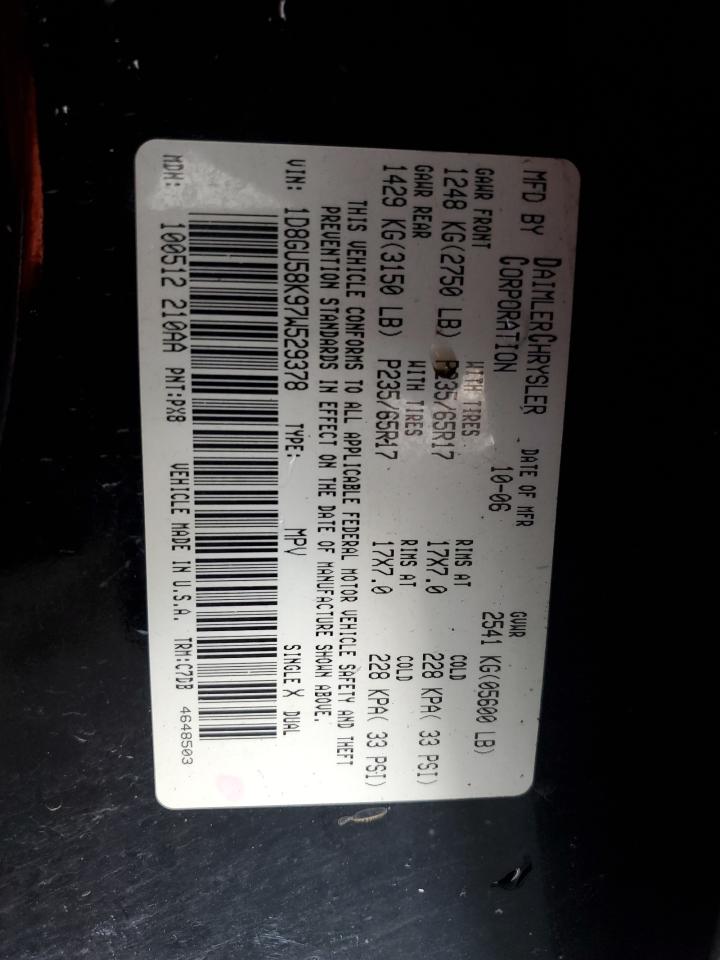 MFD BY DAIMLERCHRYSLER CORPORATION
DATE OF MFR 10-06
GVWR 2541 KG(05600 LB)
GAWR FRONT WITH TIRES RIMS AT COLD
1248 KG(2750 LB) P235/65R17 17X7.0 228 KPA( 33 PSI)
GAWR REAR WITH TIRES RIMS AT COLD
1429 KG(3150 LB) P235/65R17 17X7.0 228 KPA( 33 PSI)
THIS VEHICLE CONFORMS TO ALL APPLICABLE FEDERAL MOTOR VEHICLE SAFETY AND THEFT
PREVENTION STANDARDS IN EFFECT ON THE DATE OF MANUFACTURE SHOWN ABOVE.
VIN: 1D8GU58K97W529378 TYPE: MPV SINGLE X DUAL
MDH: 100512 210AA PNT:PX8 VEHICLE MADE IN U.S.A. TRM:C7DB 4648503